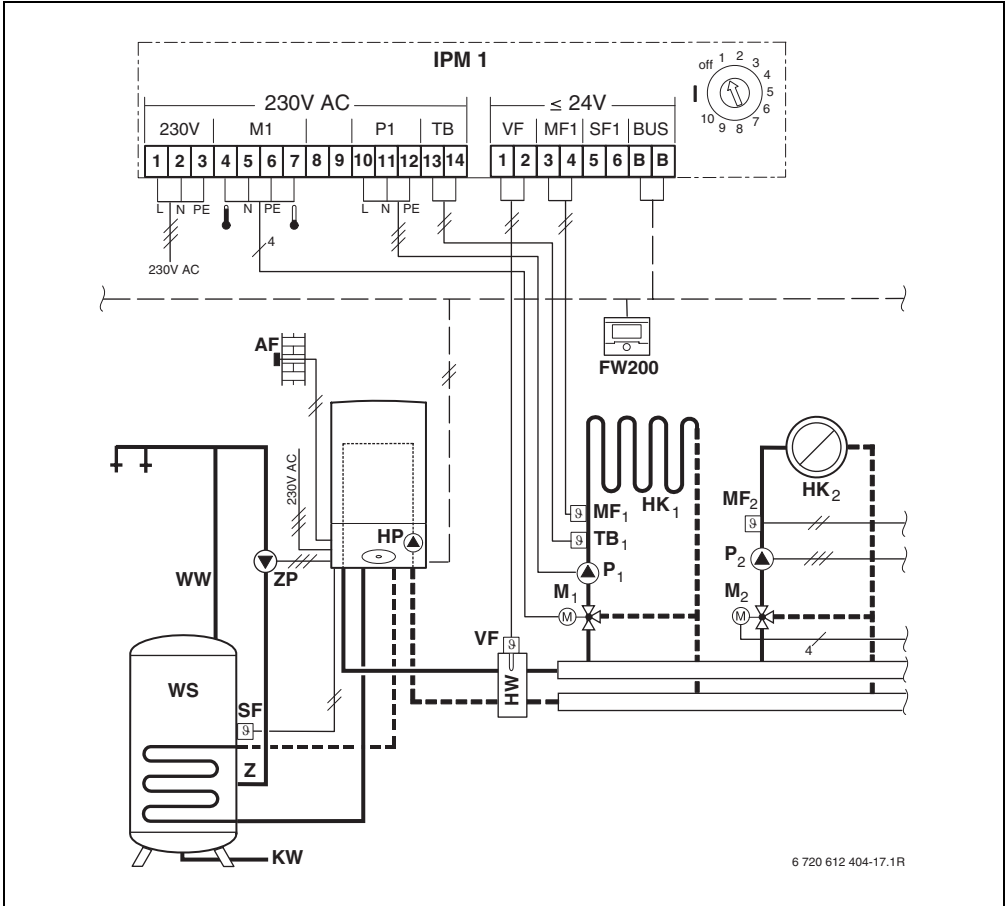 IPM 1
off 1 2 3 4 5 6 7 8 9 10
I
230V AC
≤ 24V
230V M1 P1 TB
VF MF1 SF1 BUS
1 2 3 4 5 6 7 8 9 10 11 12 13 14
1 2 3 4 5 6 B B
L N PE N PE L N PE
4
230V AC
AF
FW200
230V AC
HP
MF1
HK1
TB1
P1
M1
MF2
HK2
P2
M2
4
WW
ZP
VF
HW
WS
SF
Z
KW
6 720 612 404-17.1R